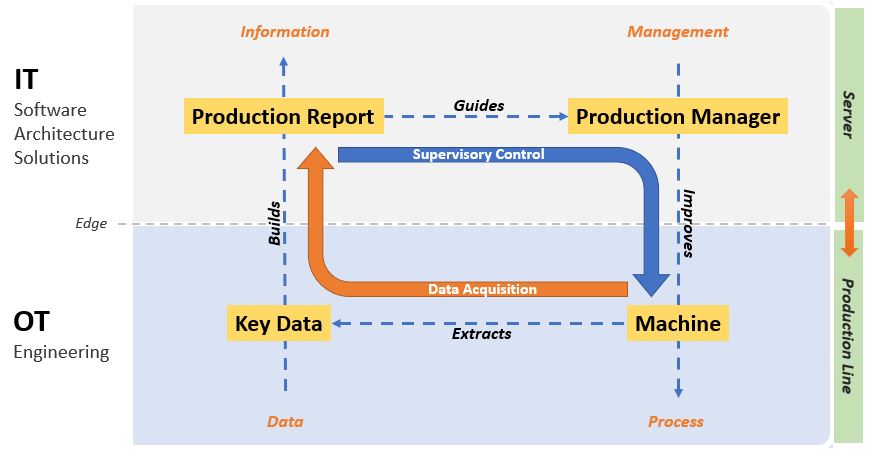 Information
Management
IT
Software
Architecture
Solutions
Production Report
Guides
Production Manager
Server
Supervisory Control
Builds
Improves
Edge
Data Acquisition
OT
Engineering
Key Data
Extracts
Machine
Production Line
Data
Process